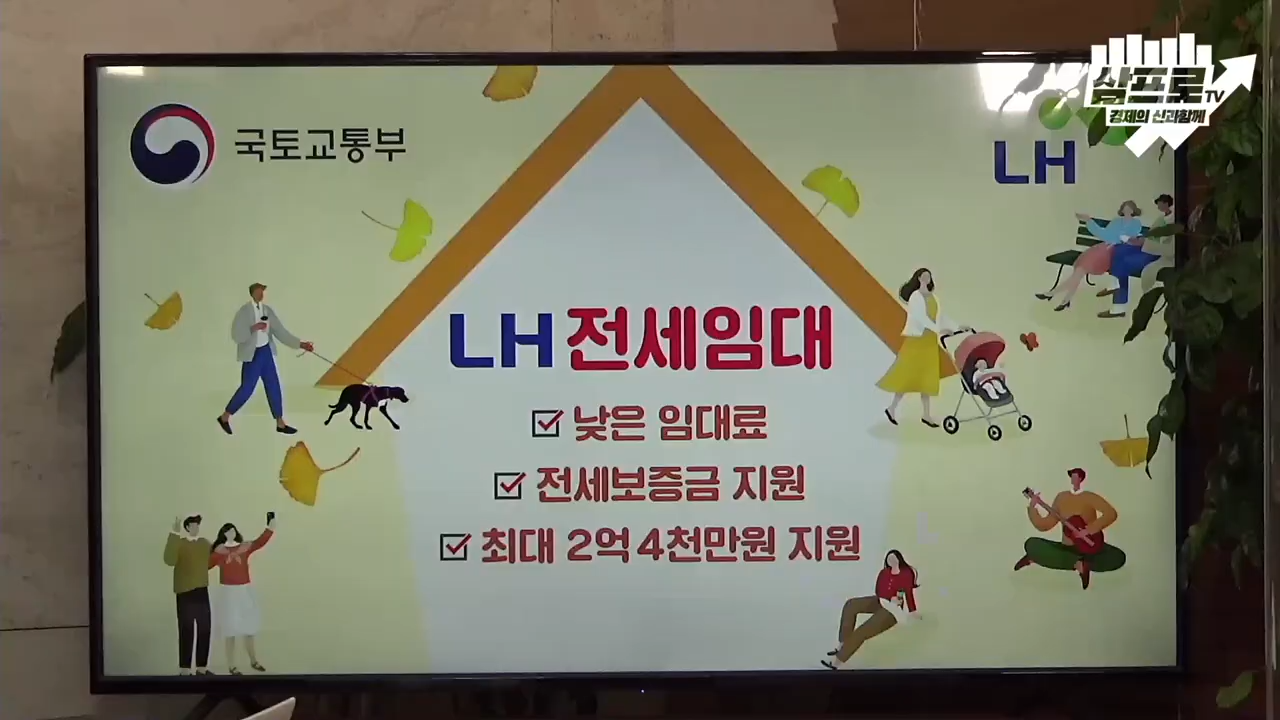 삼프로TV
경제의 신과함께
국토교통부
LH
LH 전세임대
낮은 임대료
전세보증금 지원
최대 2억 4천만원 지원